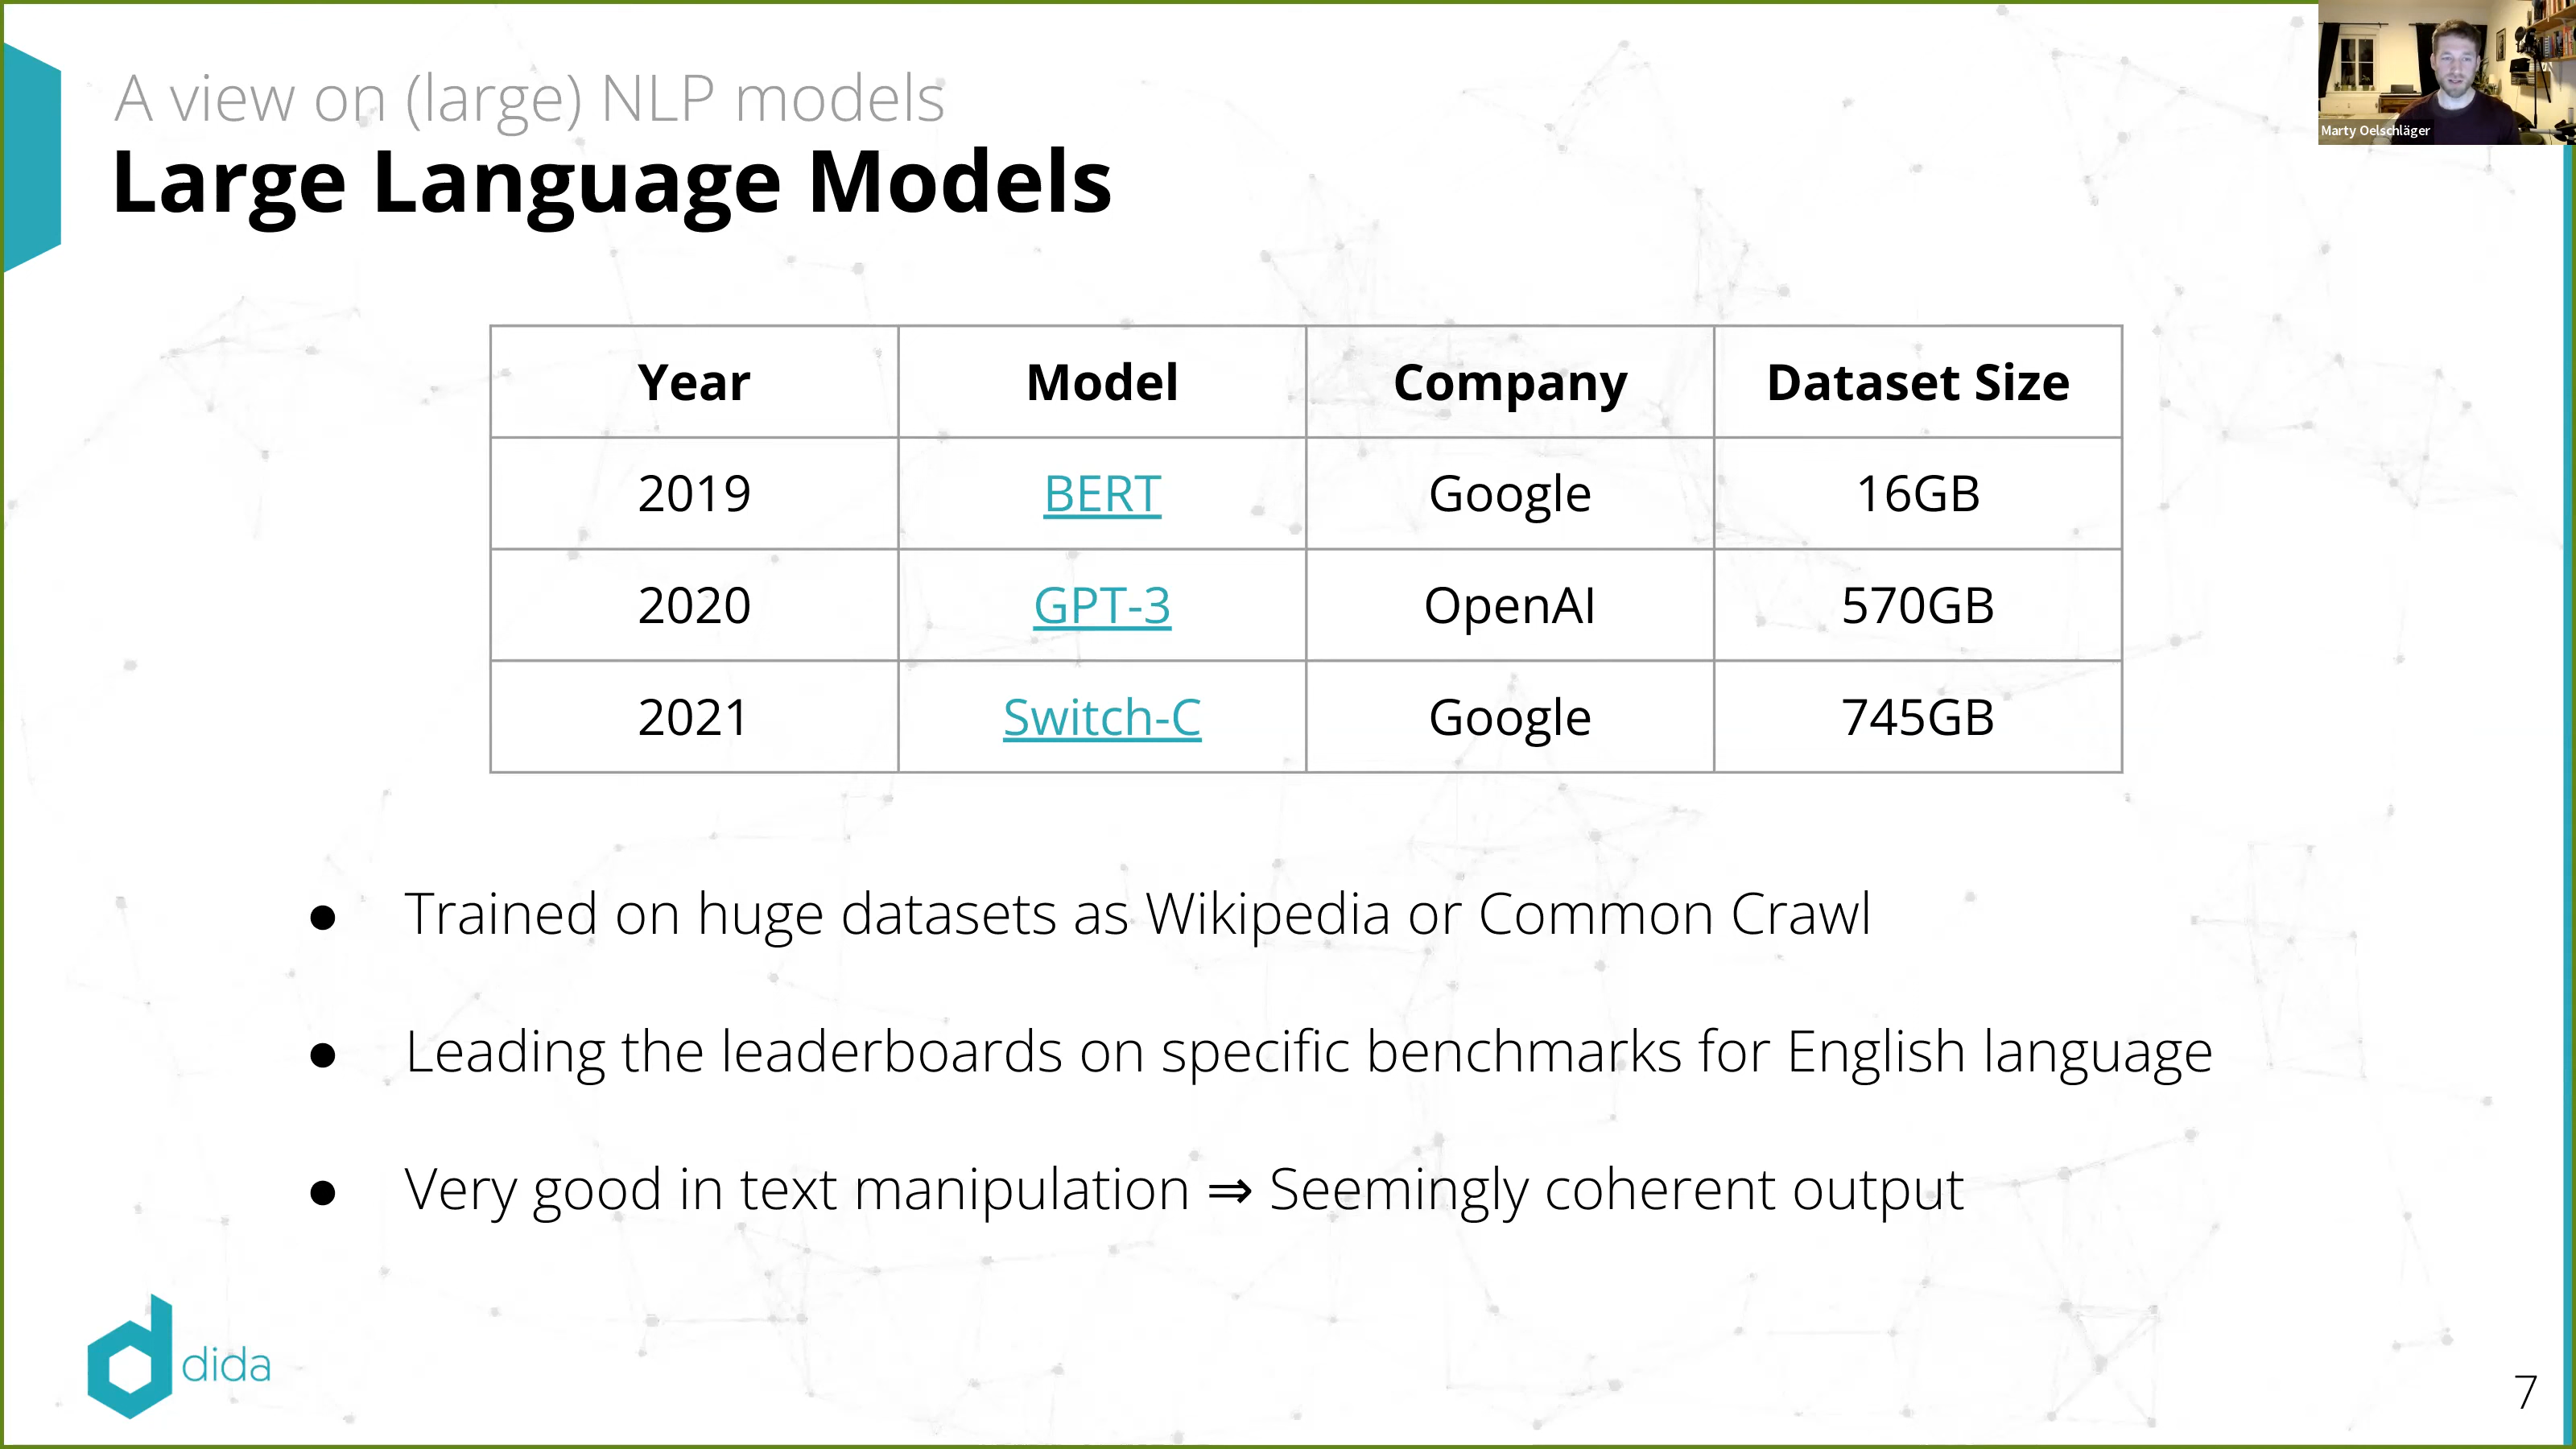 A view on (large) NLP models
Large Language Models
Marty Oelschläger
Year Model Company Dataset Size
2019 BERT Google 16GB
2020 GPT-3 OpenAI 570GB
2021 Switch-C Google 745GB
● Trained on huge datasets as Wikipedia or Common Crawl
● Leading the leaderboards on specific benchmarks for English language
● Very good in text manipulation ⇒ Seemingly coherent output
dida
7